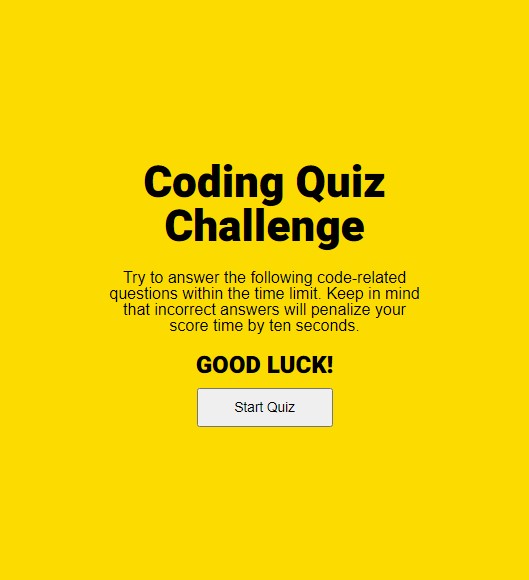 Coding Quiz
Challenge
Try to answer the following code-related
questions within the time limit. Keep in mind
that incorrect answers will penalize your
score time by ten seconds.
GOOD LUCK!
Start Quiz